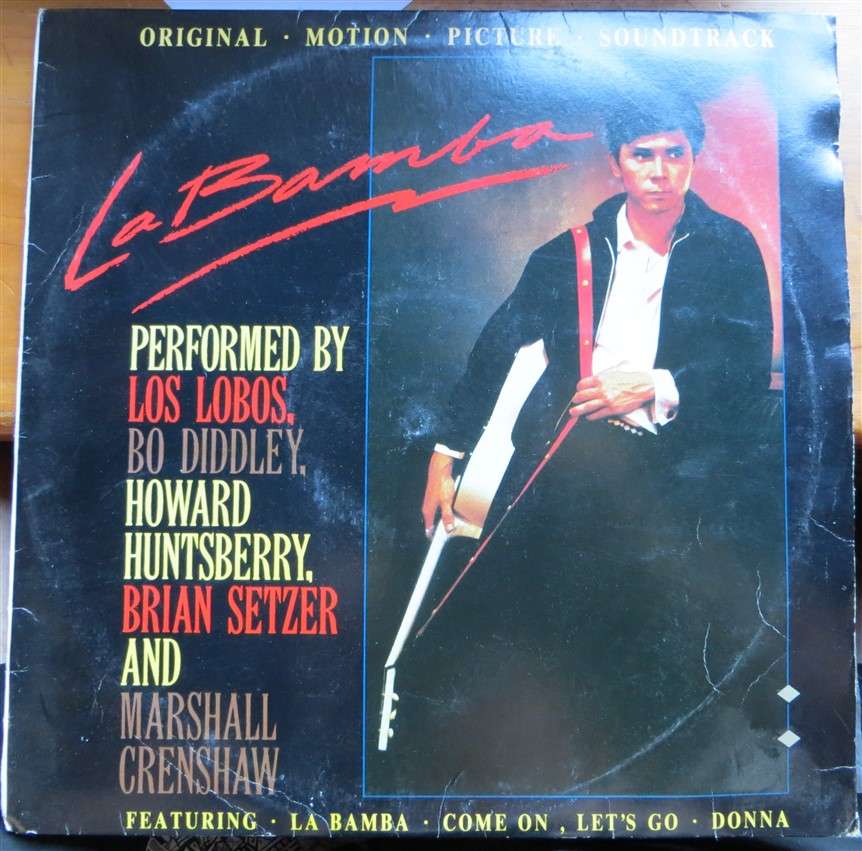 ORIGINAL · MOTION · PICTURE · SOUNDTRACK
La Bamba
PERFORMED BY
LOS LOBOS,
BO DIDDLEY,
HOWARD
HUNTSBERRY,
BRIAN SETZER
AND
MARSHALL
CRENSHAW
FEATURING · LA BAMBA · COME ON , LET'S GO · DONNA